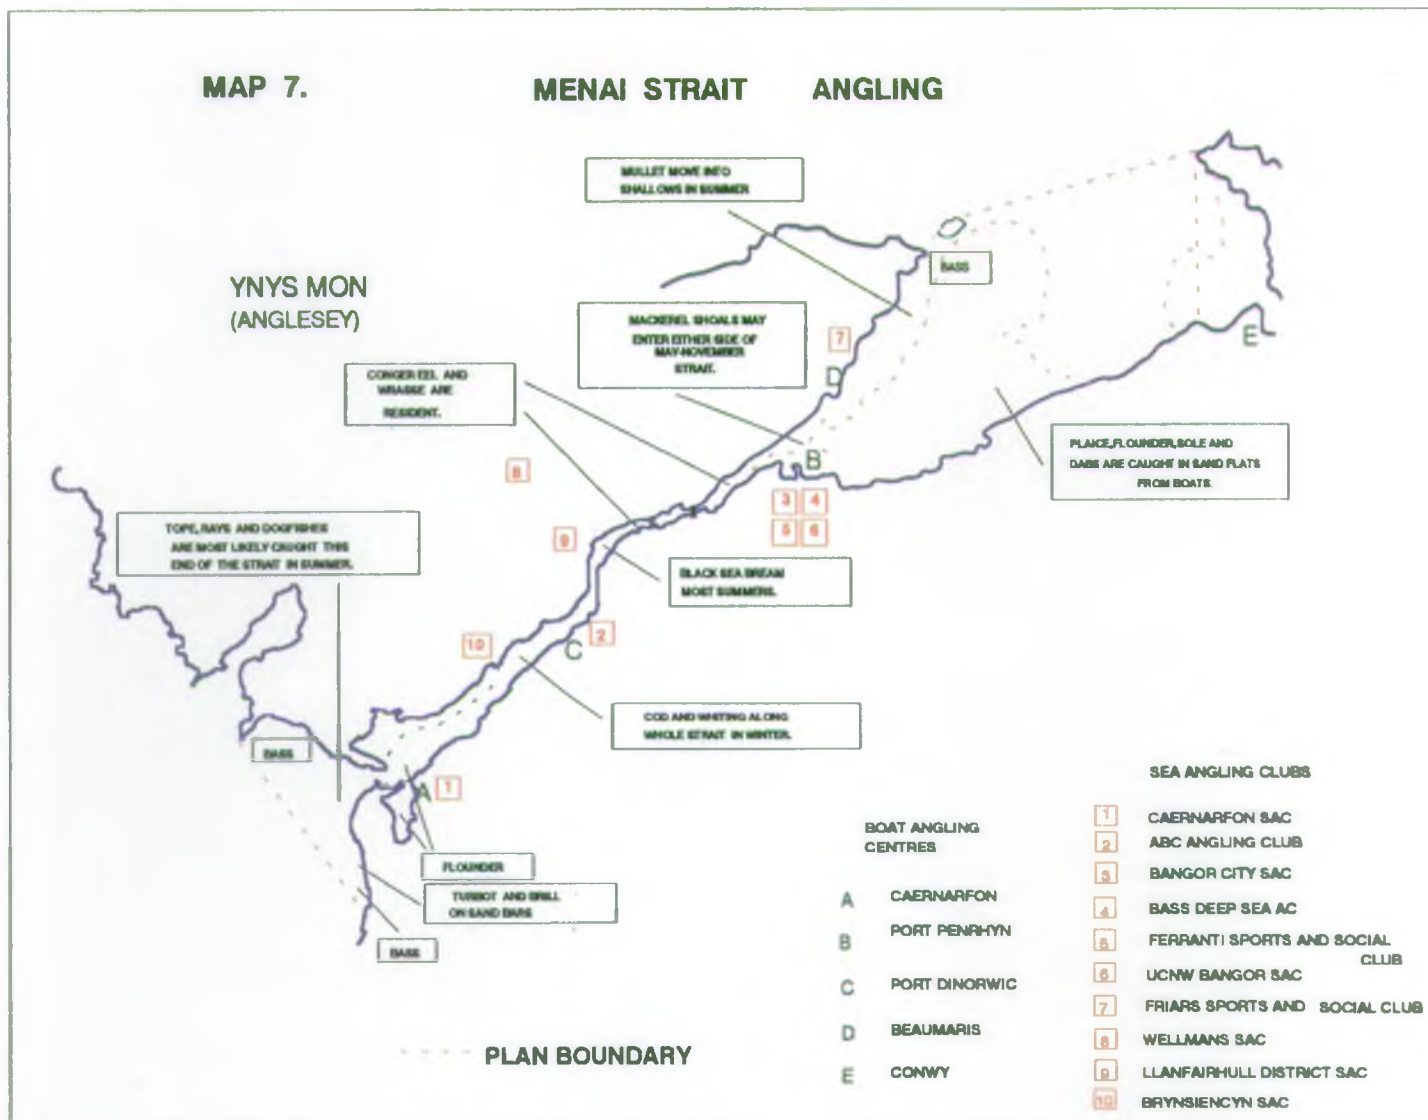 MAP 7. MENAI STRAIT ANGLING
MULLET MOVE INTO
SHALLOWS IN SUMMER
YNYS MON
(ANGLESEY)
BASS
MACKEREL SHOALS MAY
ENTER EITHER SIDE OF
MAY-NOVEMBER
STRAIT.
7
E
CONGER EEL AND
WRASSE ARE
RESIDENT.
D
PLAICE, FLOUNDER, SOLE AND
DABS ARE CAUGHT IN SAND FLATS
FROM BOATS.
B
8
3 4
5 6
TOPE, RAYS AND DOGFISHES
ARE MOST LIKELY CAUGHT THIS
END OF THE STRAIT IN SUMMER.
9
BLACK SEA BREAM
MOST SUMMERS.
10
C
2
COD AND WHITING ALONG
WHOLE STRAIT IN WINTER.
BASS
A
1
FLOUNDER
TURBOT AND BRILL
ON SAND BARS
BASS
PLAN BOUNDARY
BOAT ANGLING
CENTRES
A CAERNARFON
B PORT PENRHYN
C PORT DINORWIC
D BEAUMARIS
E CONWY
SEA ANGLING CLUBS
1 CAERNARFON SAC
2 ABC ANGLING CLUB
3 BANGOR CITY SAC
4 BASS DEEP SEA AC
5 FERRANTI SPORTS AND SOCIAL
CLUB
6 UCNW BANGOR SAC
7 FRIARS SPORTS AND SOCIAL CLUB
8 WELLMANS SAC
9 LLANFAIRHULL DISTRICT SAC
10 BRYNSIENCYN SAC